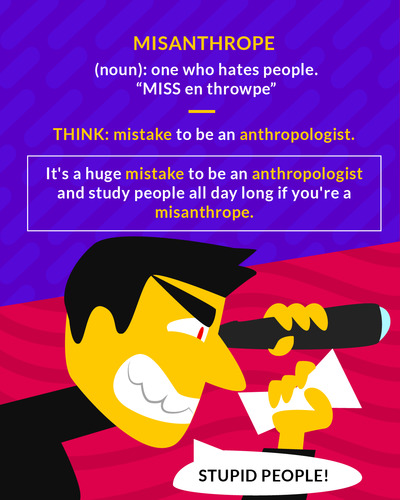 MISANTHROPE
(noun): one who hates people.
“MISS en throwpe”
THINK: mistake to be an anthropologist.
It's a huge mistake to be an anthropologist
and study people all day long if you're a
misanthrope.
STUPID PEOPLE!